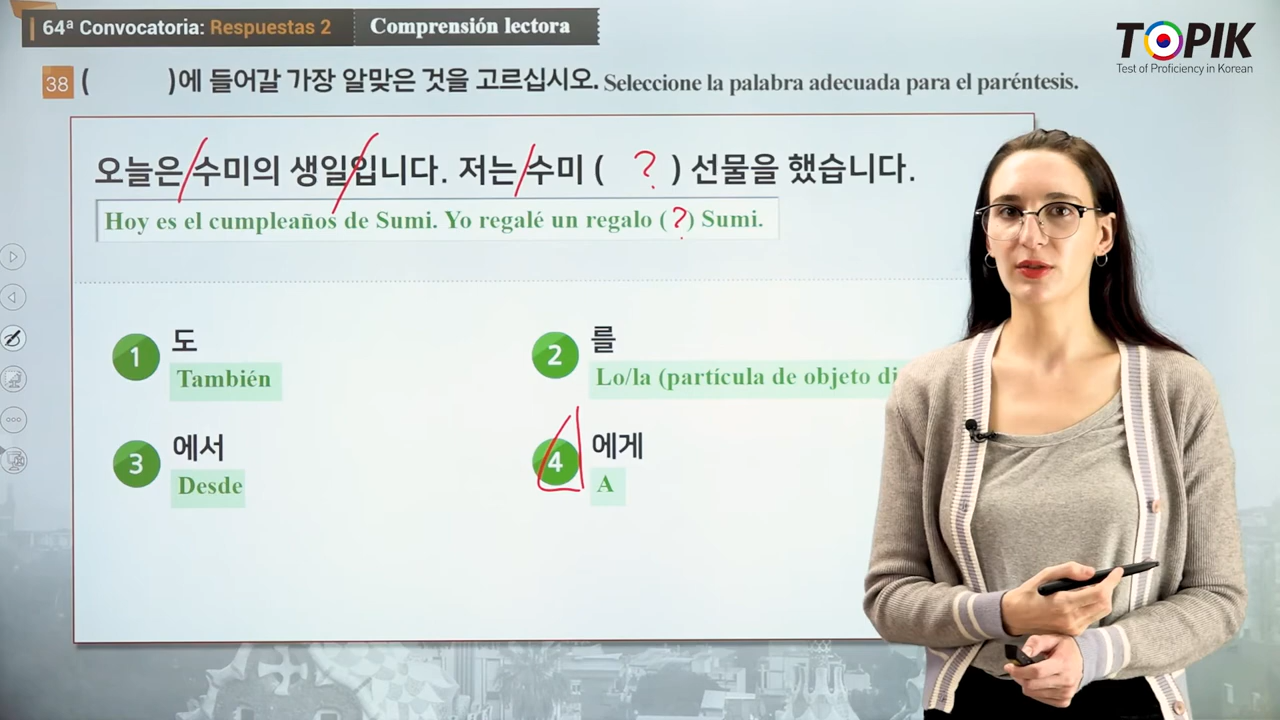 64ª Convocatoria: Respuestas 2 Comprensión lectora
TOPIK
Test of Proficiency in Korean
38 ( )에 들어갈 가장 알맞은 것을 고르십시오. Seleccione la palabra adecuada para el paréntesis.
오늘은 수미의 생일입니다. 저는 수미 ( ? ) 선물을 했습니다.
Hoy es el cumpleaños de Sumi. Yo regalé un regalo (?) Sumi.
1 도
También
2 를
Lo/la (partícula de objeto
3 에서
Desde
4 에게
A